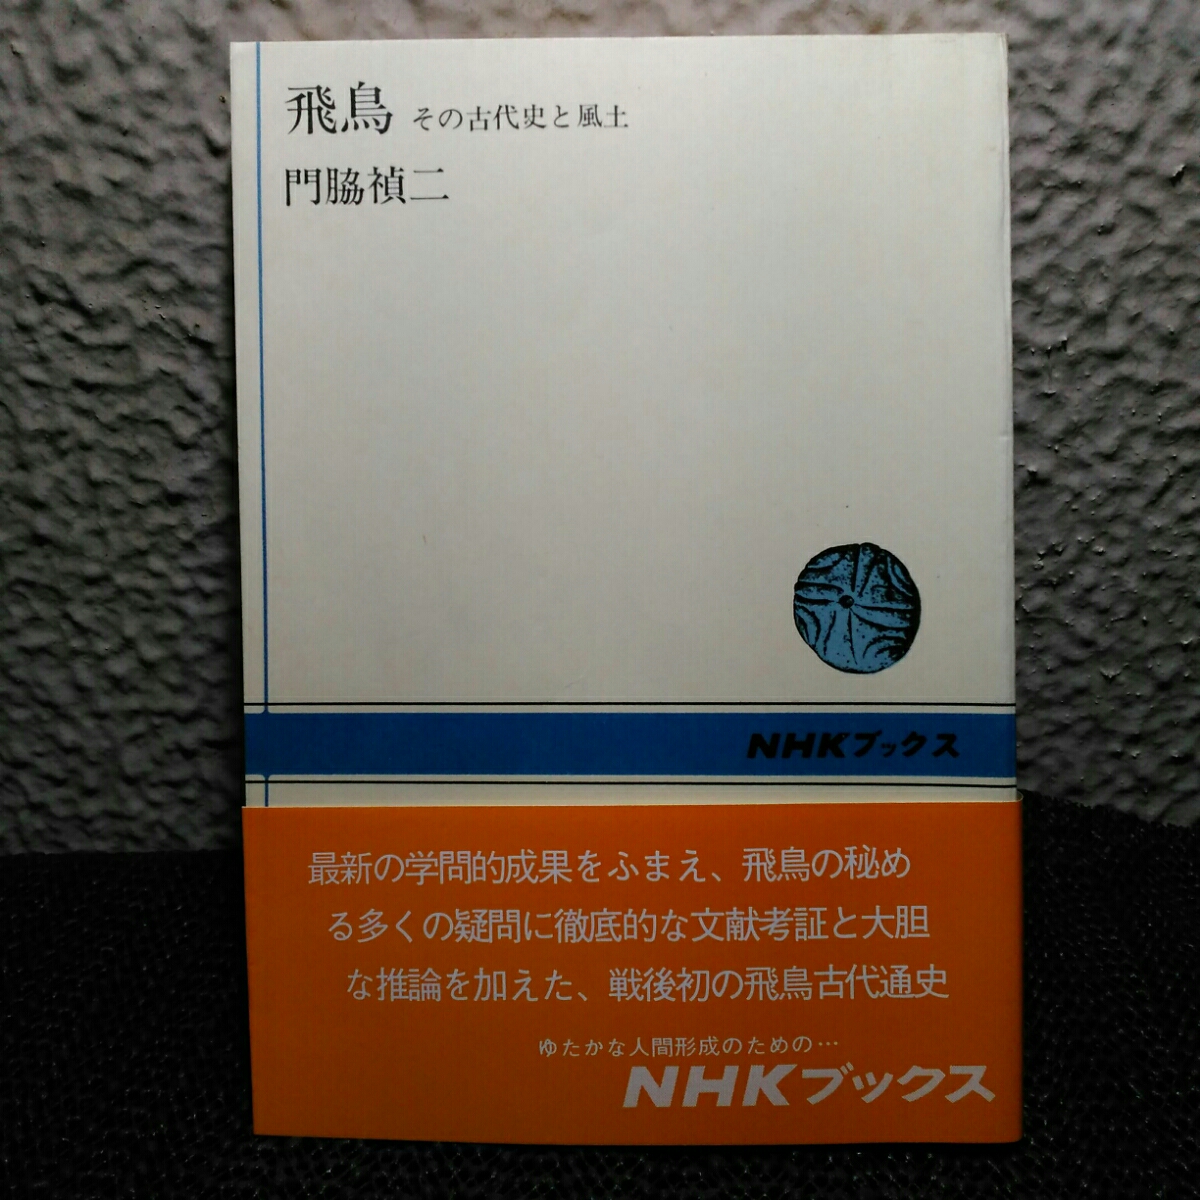 飛鳥 その古代史と風土
門脇禎二
NHKブックス
最新の学問的成果をふまえ、飛鳥の秘め
る多くの疑問に徹底的な文献考証と大胆
な推論を加えた、戦後初の飛鳥古代通史
ゆたかな人間形成のための…
NHKブックス